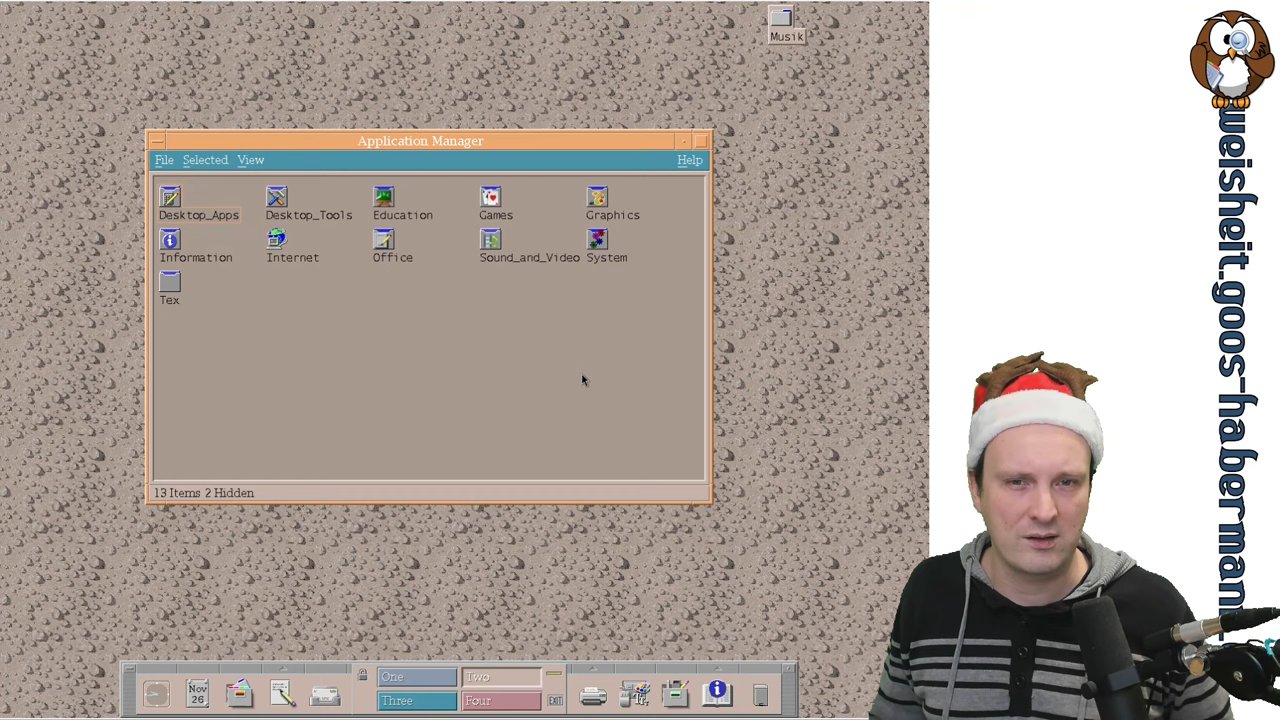 Musik
Application Manager
File Selected View Help
Desktop_Apps Desktop_Tools Education Games Graphics
Information Internet Office Sound_and_Video System
Tex
13 Items 2 Hidden
One Two
Nov
26
EXIT
Three Four
weisheit.goos-habermann.